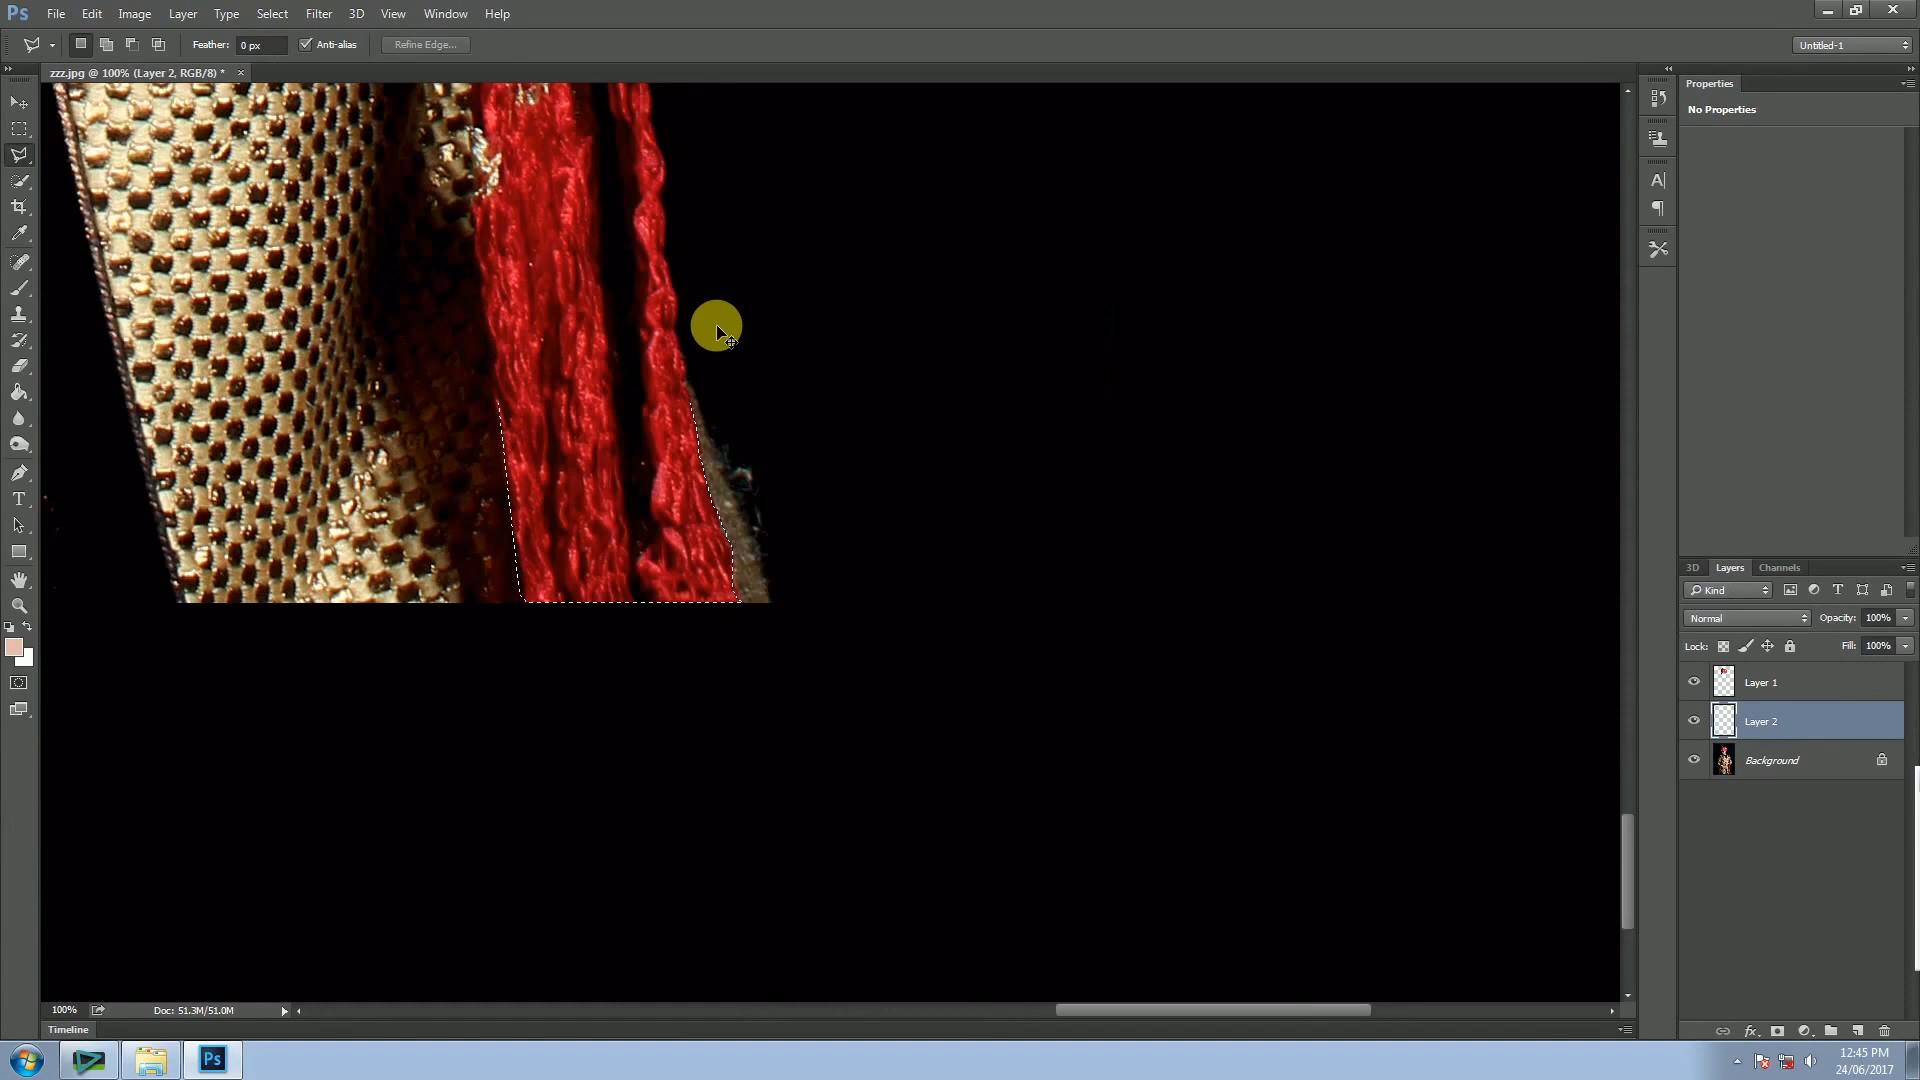 Ps File Edit Image Layer Type Select Filter 3D View Window Help
Feather: 0 px Anti-alias Refine Edge... Untitled-1
zzz.jpg @ 100% (Layer 2, RGB/8) * ×
Properties
No Properties
3D Layers Channels
Kind
Normal Opacity: 100%
Lock: Fill: 100%
Layer 1
Layer 2
Background
100% Doc: 51.3M/51.0M
Timeline
Ps
12:45 PM
24/06/2017